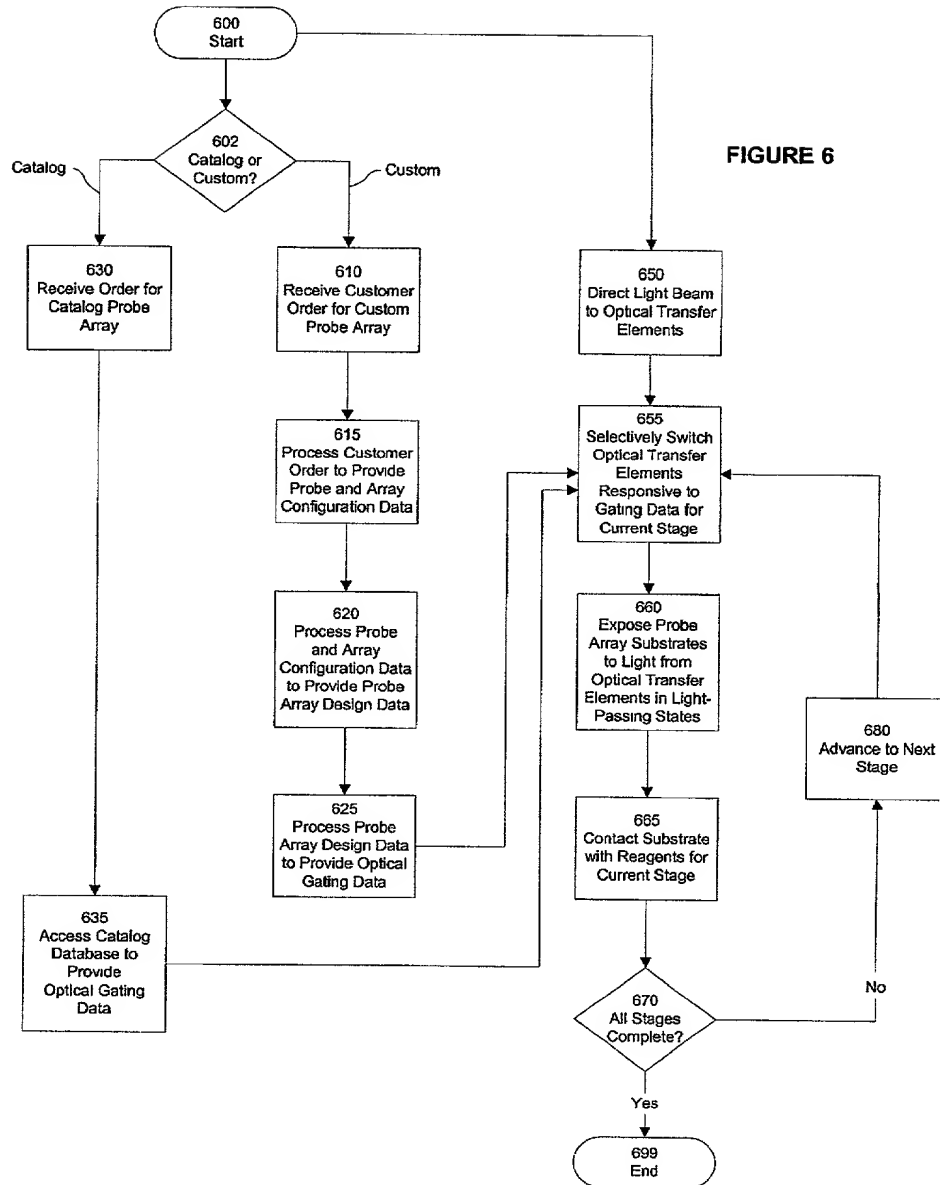 600
Start
602
Catalog or
Custom?
Catalog
Custom
FIGURE 6
630
Receive Order for
Catalog Probe
Array
610
Receive Customer
Order for Custom
Probe Array
650
Direct Light Beam
to Optical Transfer
Elements
615
Process Customer
Order to Provide
Probe and Array
Configuration Data
655
Selectively Switch
Optical Transfer
Elements
Responsive to
Gating Data for
Current Stage
620
Process Probe
and Array
Configuration Data
to Provide Probe
Array Design Data
660
Expose Probe
Array Substrates
to Light from
Optical Transfer
Elements in Light-
Passing States
680
Advance to Next
Stage
625
Process Probe
Array Design Data
to Provide Optical
Gating Data
665
Contact Substrate
with Reagents for
Current Stage
635
Access Catalog
Database to
Provide
Optical Gating
Data
670
All Stages
Complete?
No
Yes
699
End